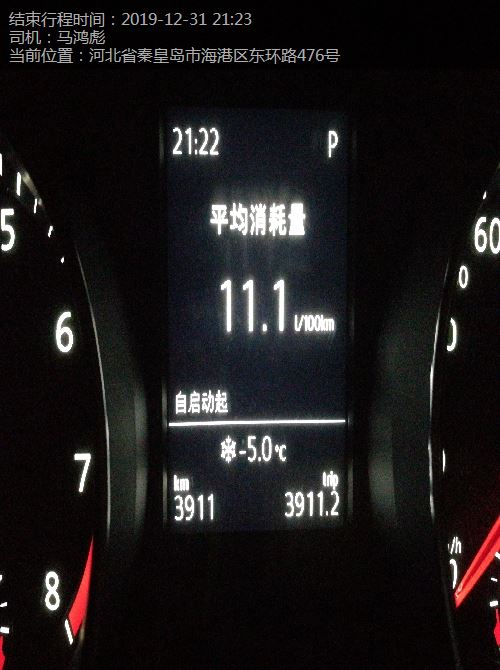 结束行程时间：2019-12-31 21:23
司机：马鸿彪
当前位置：河北省秦皇岛市海港区东环路476号
21:22 P
平均消耗量
11.1 l/100km
自启动起
-5.0 °C
km trip
3911 3911.2
5
6
7
8
60